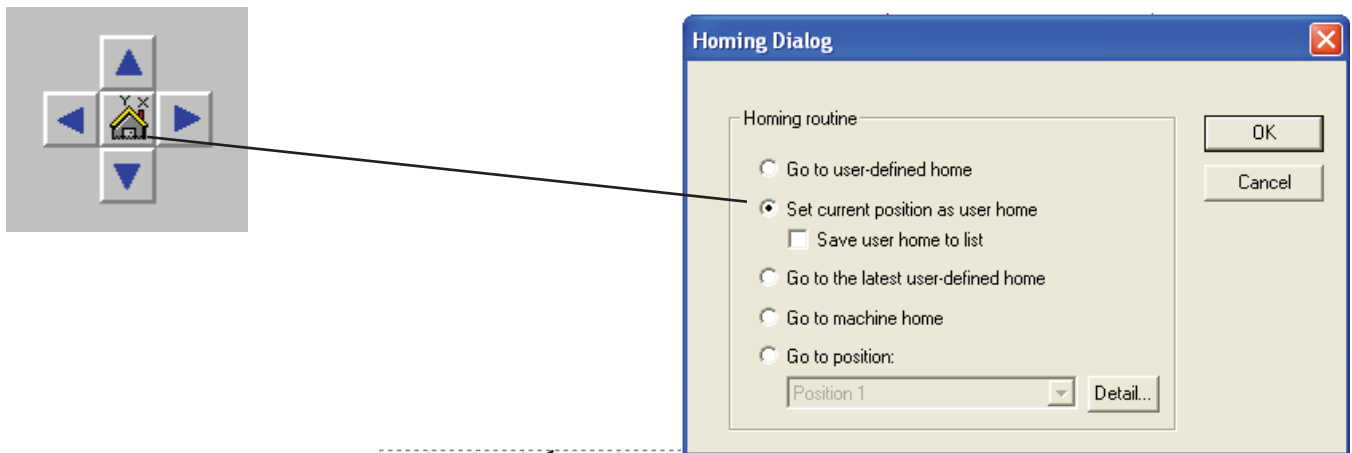 Y X
Homing Dialog
Homing routine
Go to user-defined home
Set current position as user home
Save user home to list
Go to the latest user-defined home
Go to machine home
Go to position:
Position 1
Detail...
OK
Cancel